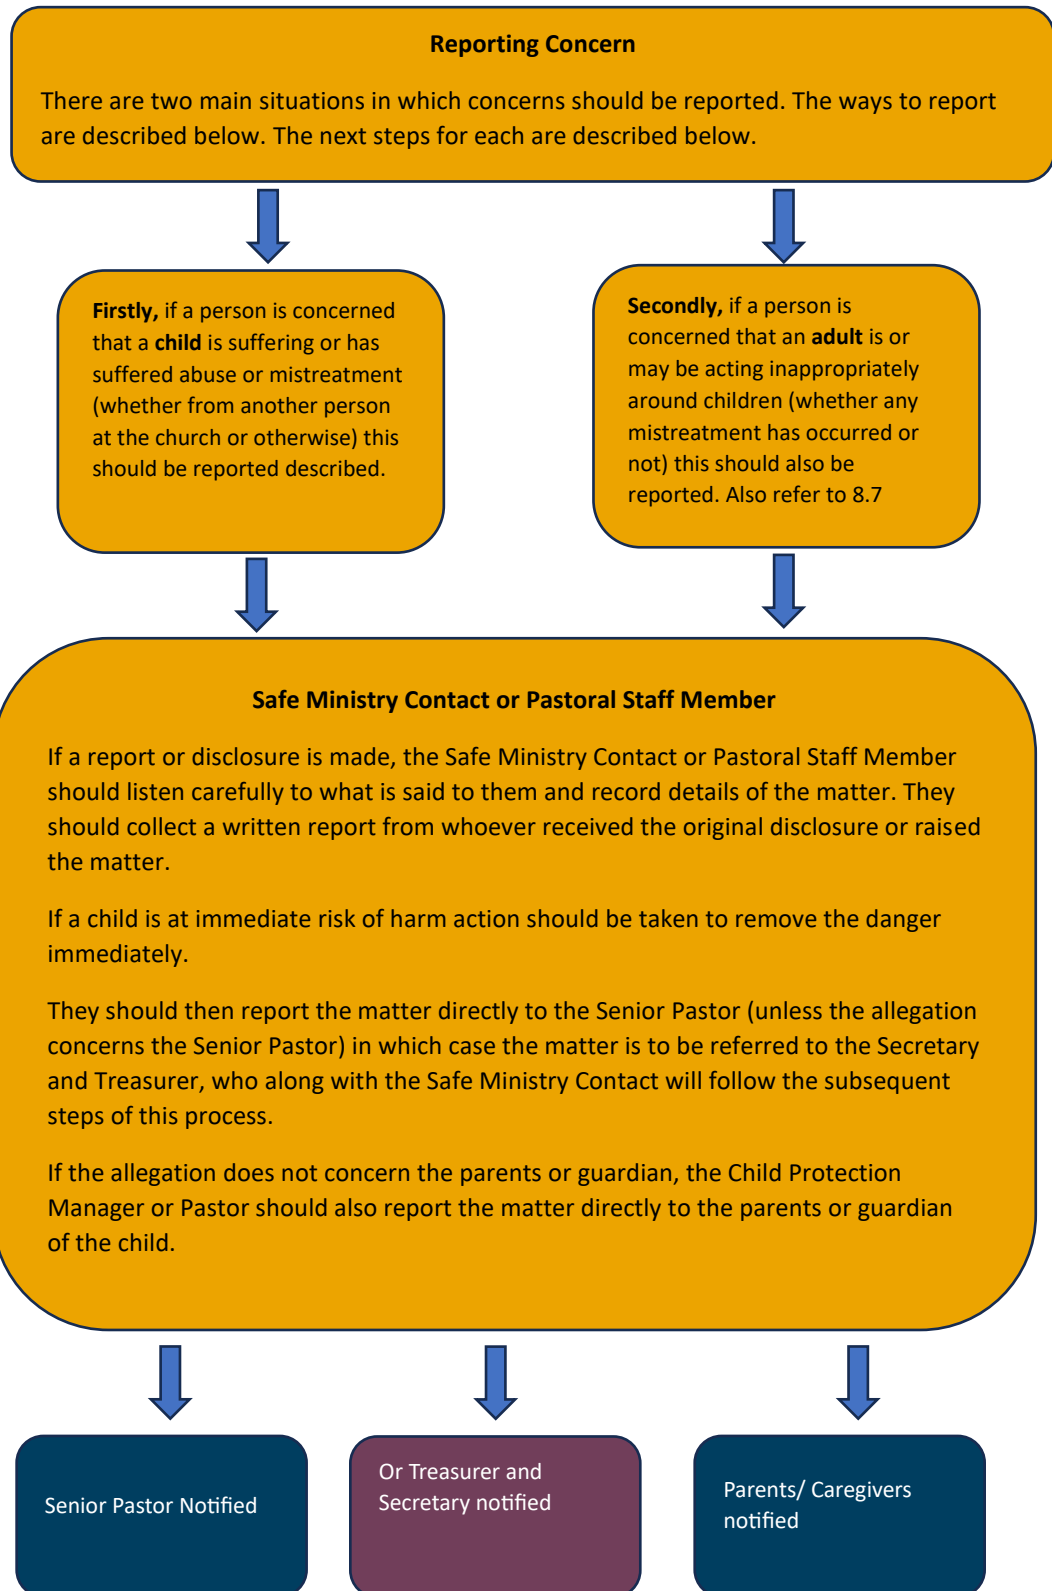 Reporting Concern
There are two main situations in which concerns should be reported. The ways to report
are described below. The next steps for each are described below.
Firstly, if a person is concerned
that a child is suffering or has
suffered abuse or mistreatment
(whether from another person
at the church or otherwise) this
should be reported described.
Secondly, if a person is
concerned that an adult is or
may be acting inappropriately
around children (whether any
mistreatment has occurred or
not) this should also be
reported. Also refer to 8.7
Safe Ministry Contact or Pastoral Staff Member
If a report or disclosure is made, the Safe Ministry Contact or Pastoral Staff Member
should listen carefully to what is said to them and record details of the matter. They
should collect a written report from whoever received the original disclosure or raised
the matter.
If a child is at immediate risk of harm action should be taken to remove the danger
immediately.
They should then report the matter directly to the Senior Pastor (unless the allegation
concerns the Senior Pastor) in which case the matter is to be referred to the Secretary
and Treasurer, who along with the Safe Ministry Contact will follow the subsequent
steps of this process.
If the allegation does not concern the parents or guardian, the Child Protection
Manager or Pastor should also report the matter directly to the parents or guardian
of the child.
Senior Pastor Notified
Or Treasurer and
Secretary notified
Parents/ Caregivers
notified